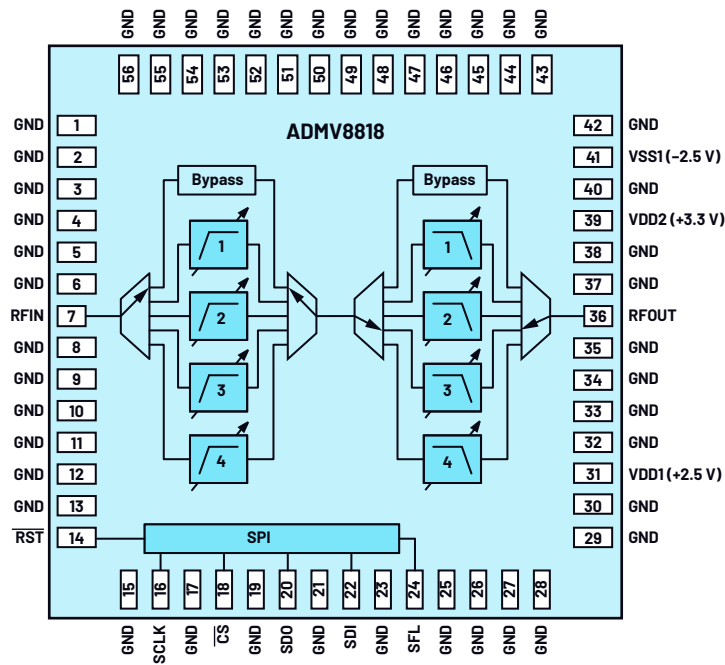 GND GND GND GND GND GND GND GND GND GND GND GND GND GND
56 55 54 53 52 51 50 49 48 47 46 45 44 43
ADMV8818
GND 1
GND 2
GND 3
GND 4
GND 5
GND 6
RFIN 7
GND 8
GND 9
GND 10
GND 11
GND 12
GND 13
RST 14
Bypass
1
2
3
4
Bypass
1
2
3
4
42 GND
41 VSS1 (–2.5 V)
40 GND
39 VDD2 (+3.3 V)
38 GND
37 GND
36 RFOUT
35 GND
34 GND
33 GND
32 GND
31 VDD1 (+2.5 V)
30 GND
29 GND
SPI
15 16 17 18 19 20 21 22 23 24 25 26 27 28
GND SCLK GND CS GND SDO GND SDI GND SFL GND GND GND GND